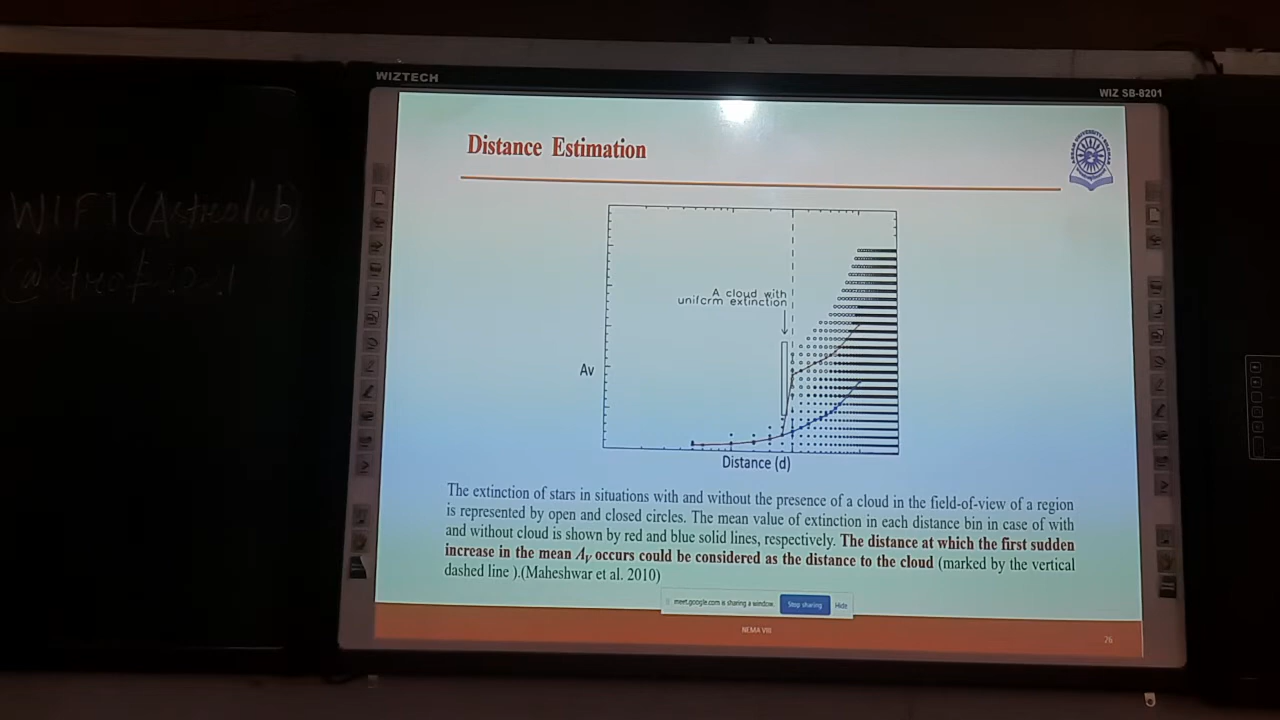 WIZTECH
WIZ SB-8201
Distance Estimation
WIFI (Astrolab)
A cloud with
uniform extinction
Av
Distance (d)
The extinction of stars in situations with and without the presence of a cloud in the field-of-view of a region
is represented by open and closed circles. The mean value of extinction in each distance bin in case of with
and without cloud is shown by red and blue solid lines, respectively. The distance at which the first sudden
increase in the mean AV occurs could be considered as the distance to the cloud (marked by the vertical
dashed line ).(Maheshwar et al. 2010)
meet.google.com is sharing a window.
Stop sharing
Hide
NEMA VIII
76